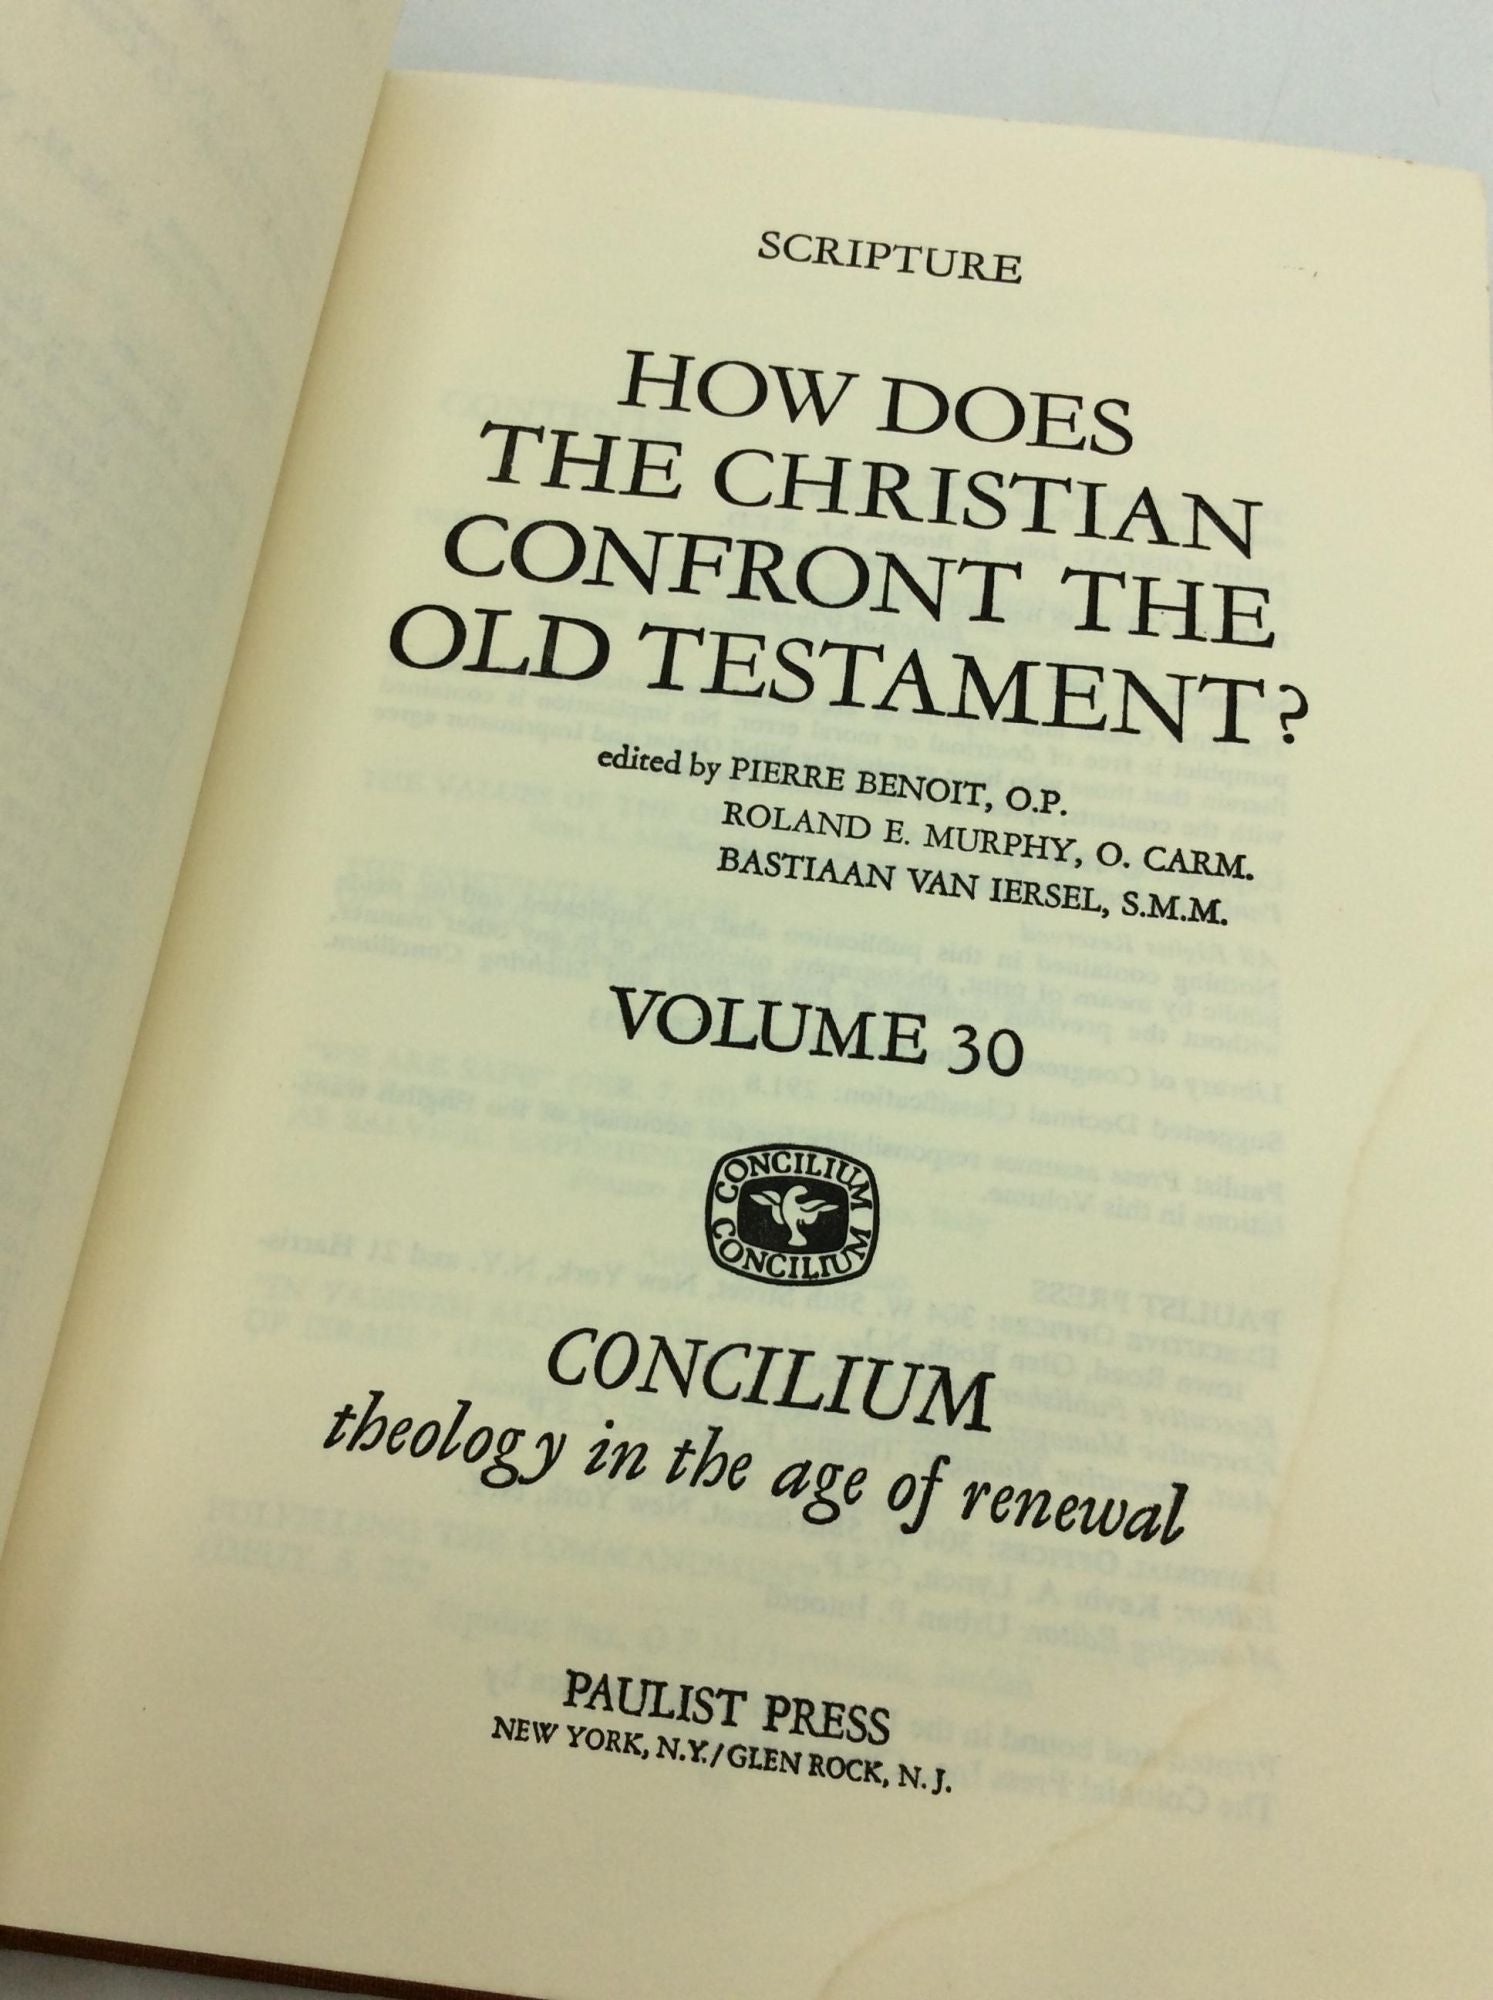 SCRIPTURE
HOW DOES
THE CHRISTIAN
CONFRONT THE
OLD TESTAMENT?
edited by PIERRE BENOIT, O.P.
ROLAND E. MURPHY, O. CARM.
BASTIAAN VAN IERSEL, S.M.M.
VOLUME 30
CONCILIUM
CONCILIUM
CONCILIUM
theology in the age of renewal
PAULIST PRESS
NEW YORK, N.Y./GLEN ROCK, N. J.